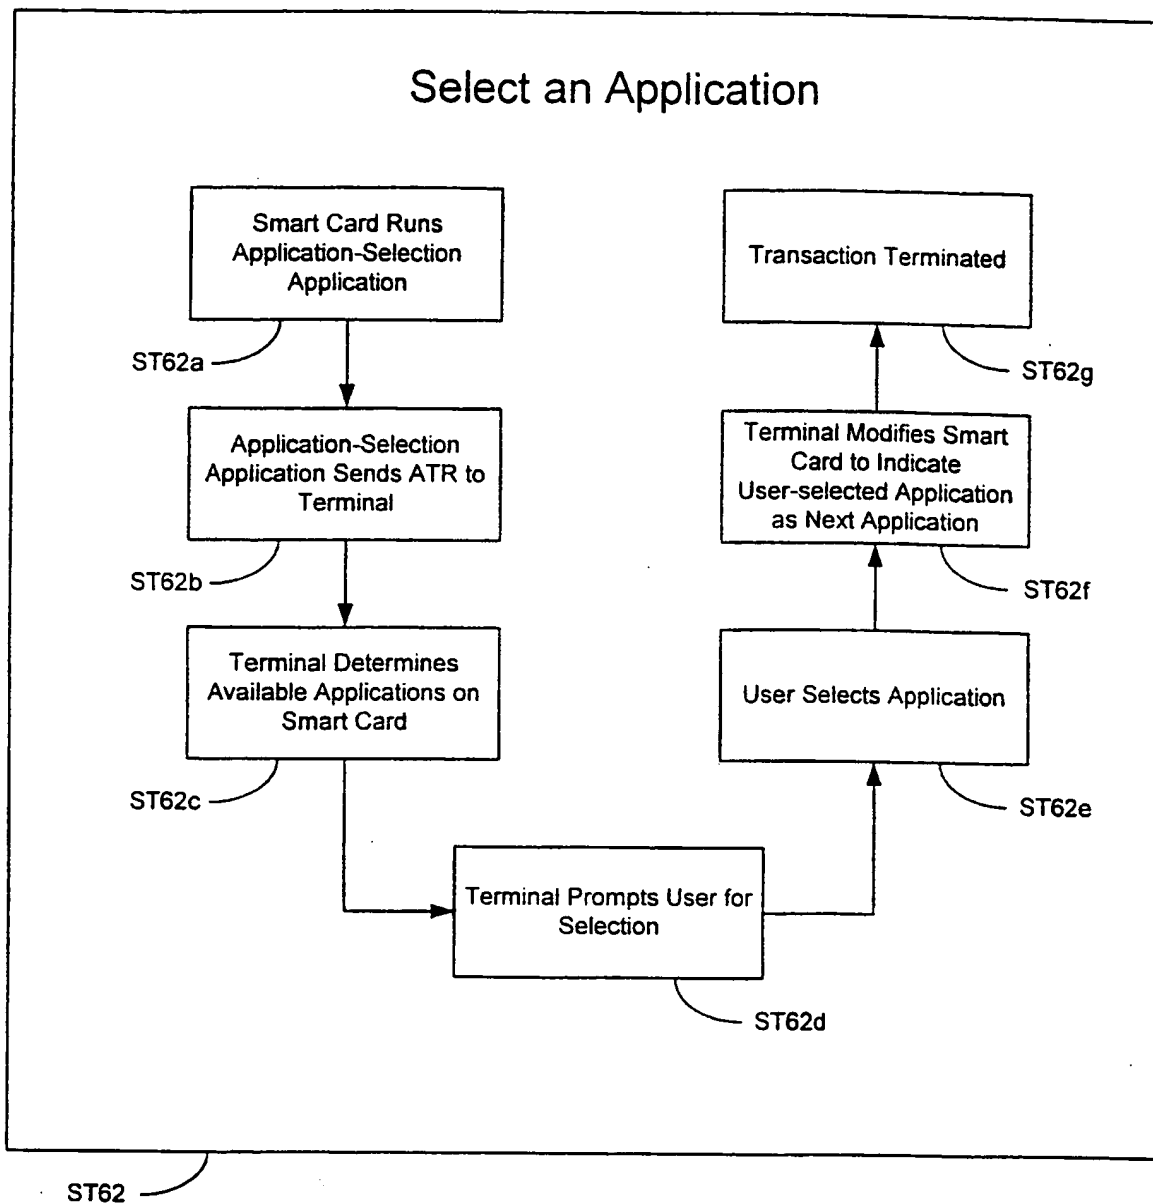 Select an Application
Smart Card Runs
Application-Selection
Application
ST62a
Application-Selection
Application Sends ATR to
Terminal
ST62b
Terminal Determines
Available Applications on
Smart Card
ST62c
Terminal Prompts User for
Selection
ST62d
User Selects Application
ST62e
Terminal Modifies Smart
Card to Indicate
User-selected Application
as Next Application
ST62f
Transaction Terminated
ST62g
ST62